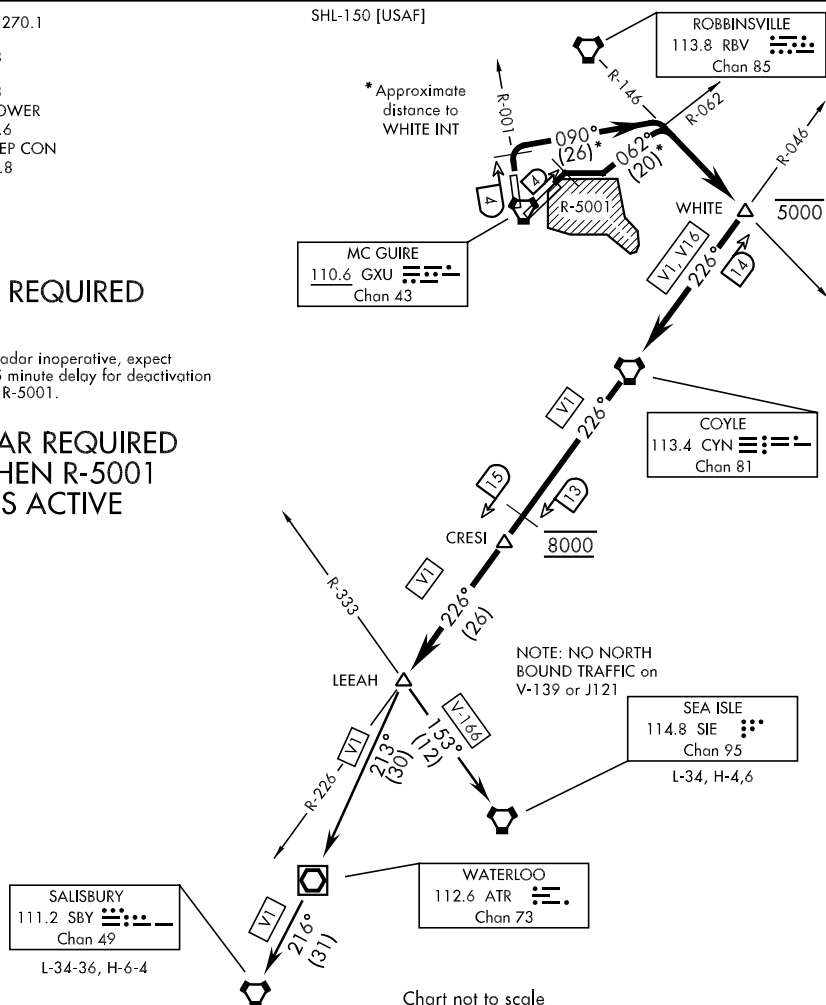 270.1
SHL-150 [USAF]
ROBBINSVILLE
113.8 RBV
Chan 85
OWER
.6
EP CON
.8
* Approximate
distance to
WHITE INT
R-001
R-146
R-062
R-046
090°
(26)*
062°
(20)*
4
4
R-5001
WHITE
5000
MC GUIRE
110.6 GXU
Chan 43
V1, V16
226°
14
REQUIRED
adar inoperative, expect
minute delay for deactivation
R-5001.
AR REQUIRED
HEN R-5001
S ACTIVE
V1
226°
COYLE
113.4 CYN
Chan 81
15
13
CRESI
8000
V1
226°
(26)
R-333
NOTE: NO NORTH
BOUND TRAFFIC on
V-139 or J121
LEEAH
V-166
153°
(12)
SEA ISLE
114.8 SIE
Chan 95
L-34, H-4,6
V1
213°
(30)
R-226
WATERLOO
112.6 ATR
Chan 73
SALISBURY
111.2 SBY
Chan 49
L-34-36, H-6-4
V1
216°
(31)
Chart not to scale